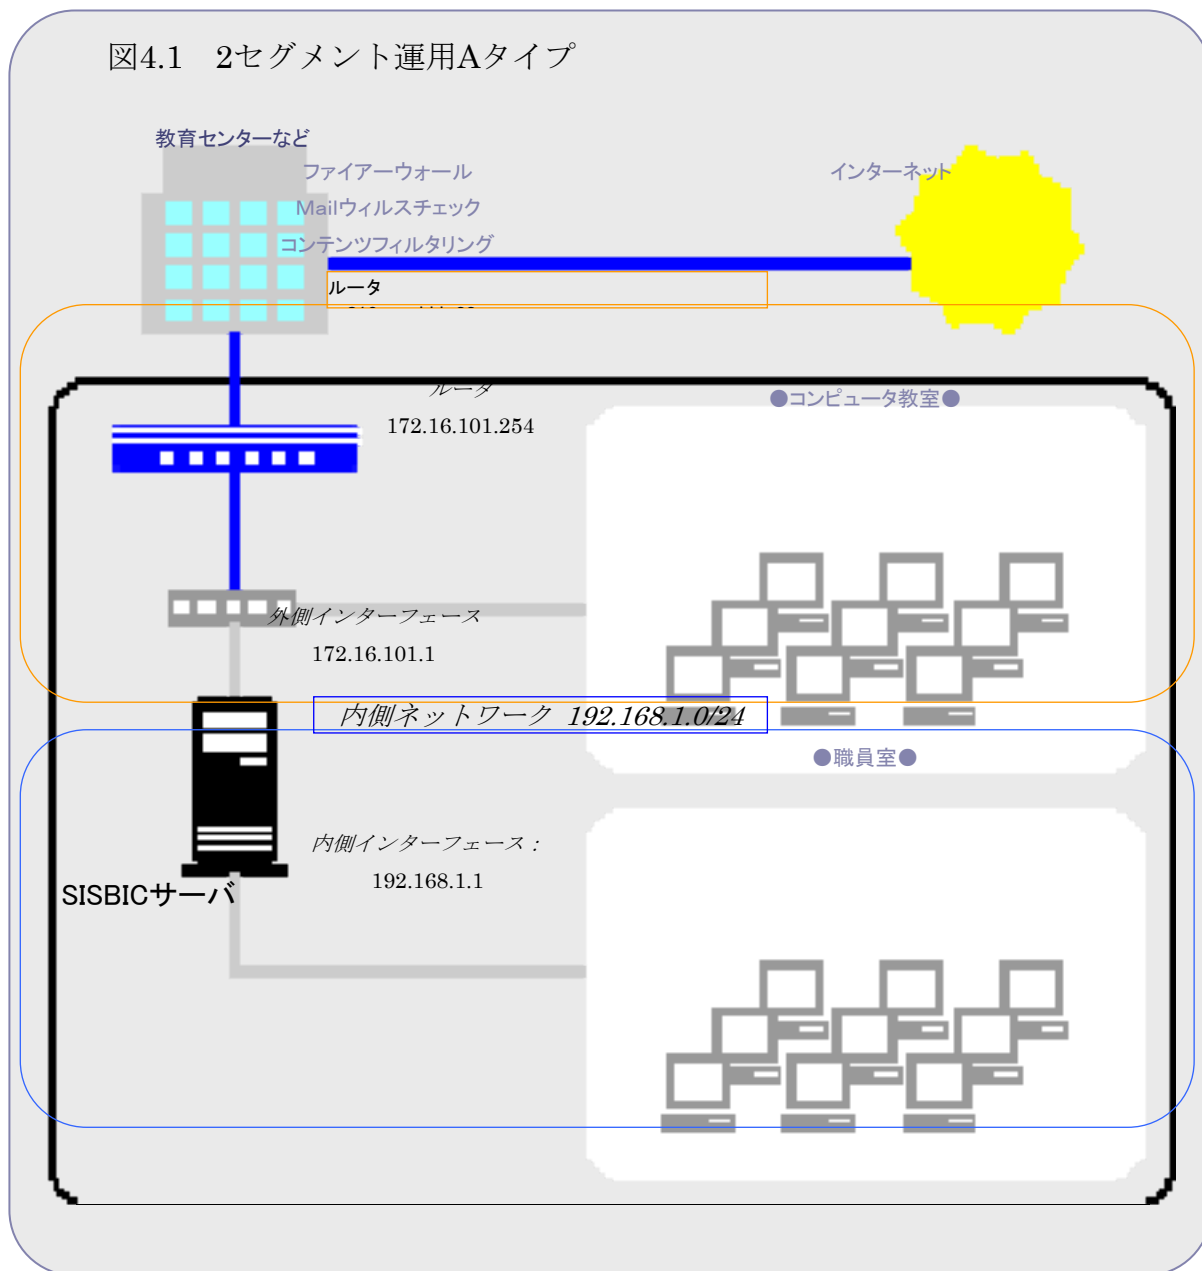 図4.1　2セグメント運用Aタイプ
教育センターなど
ファイアーウォール
Mailウィルスチェック
コンテンツフィルタリング
インターネット
ルータ
ルータ
172.16.101.254
●コンピュータ教室●
外側インターフェース
172.16.101.1
内側ネットワーク 192.168.1.0/24
●職員室●
内側インターフェース：
192.168.1.1
SISBICサーバ